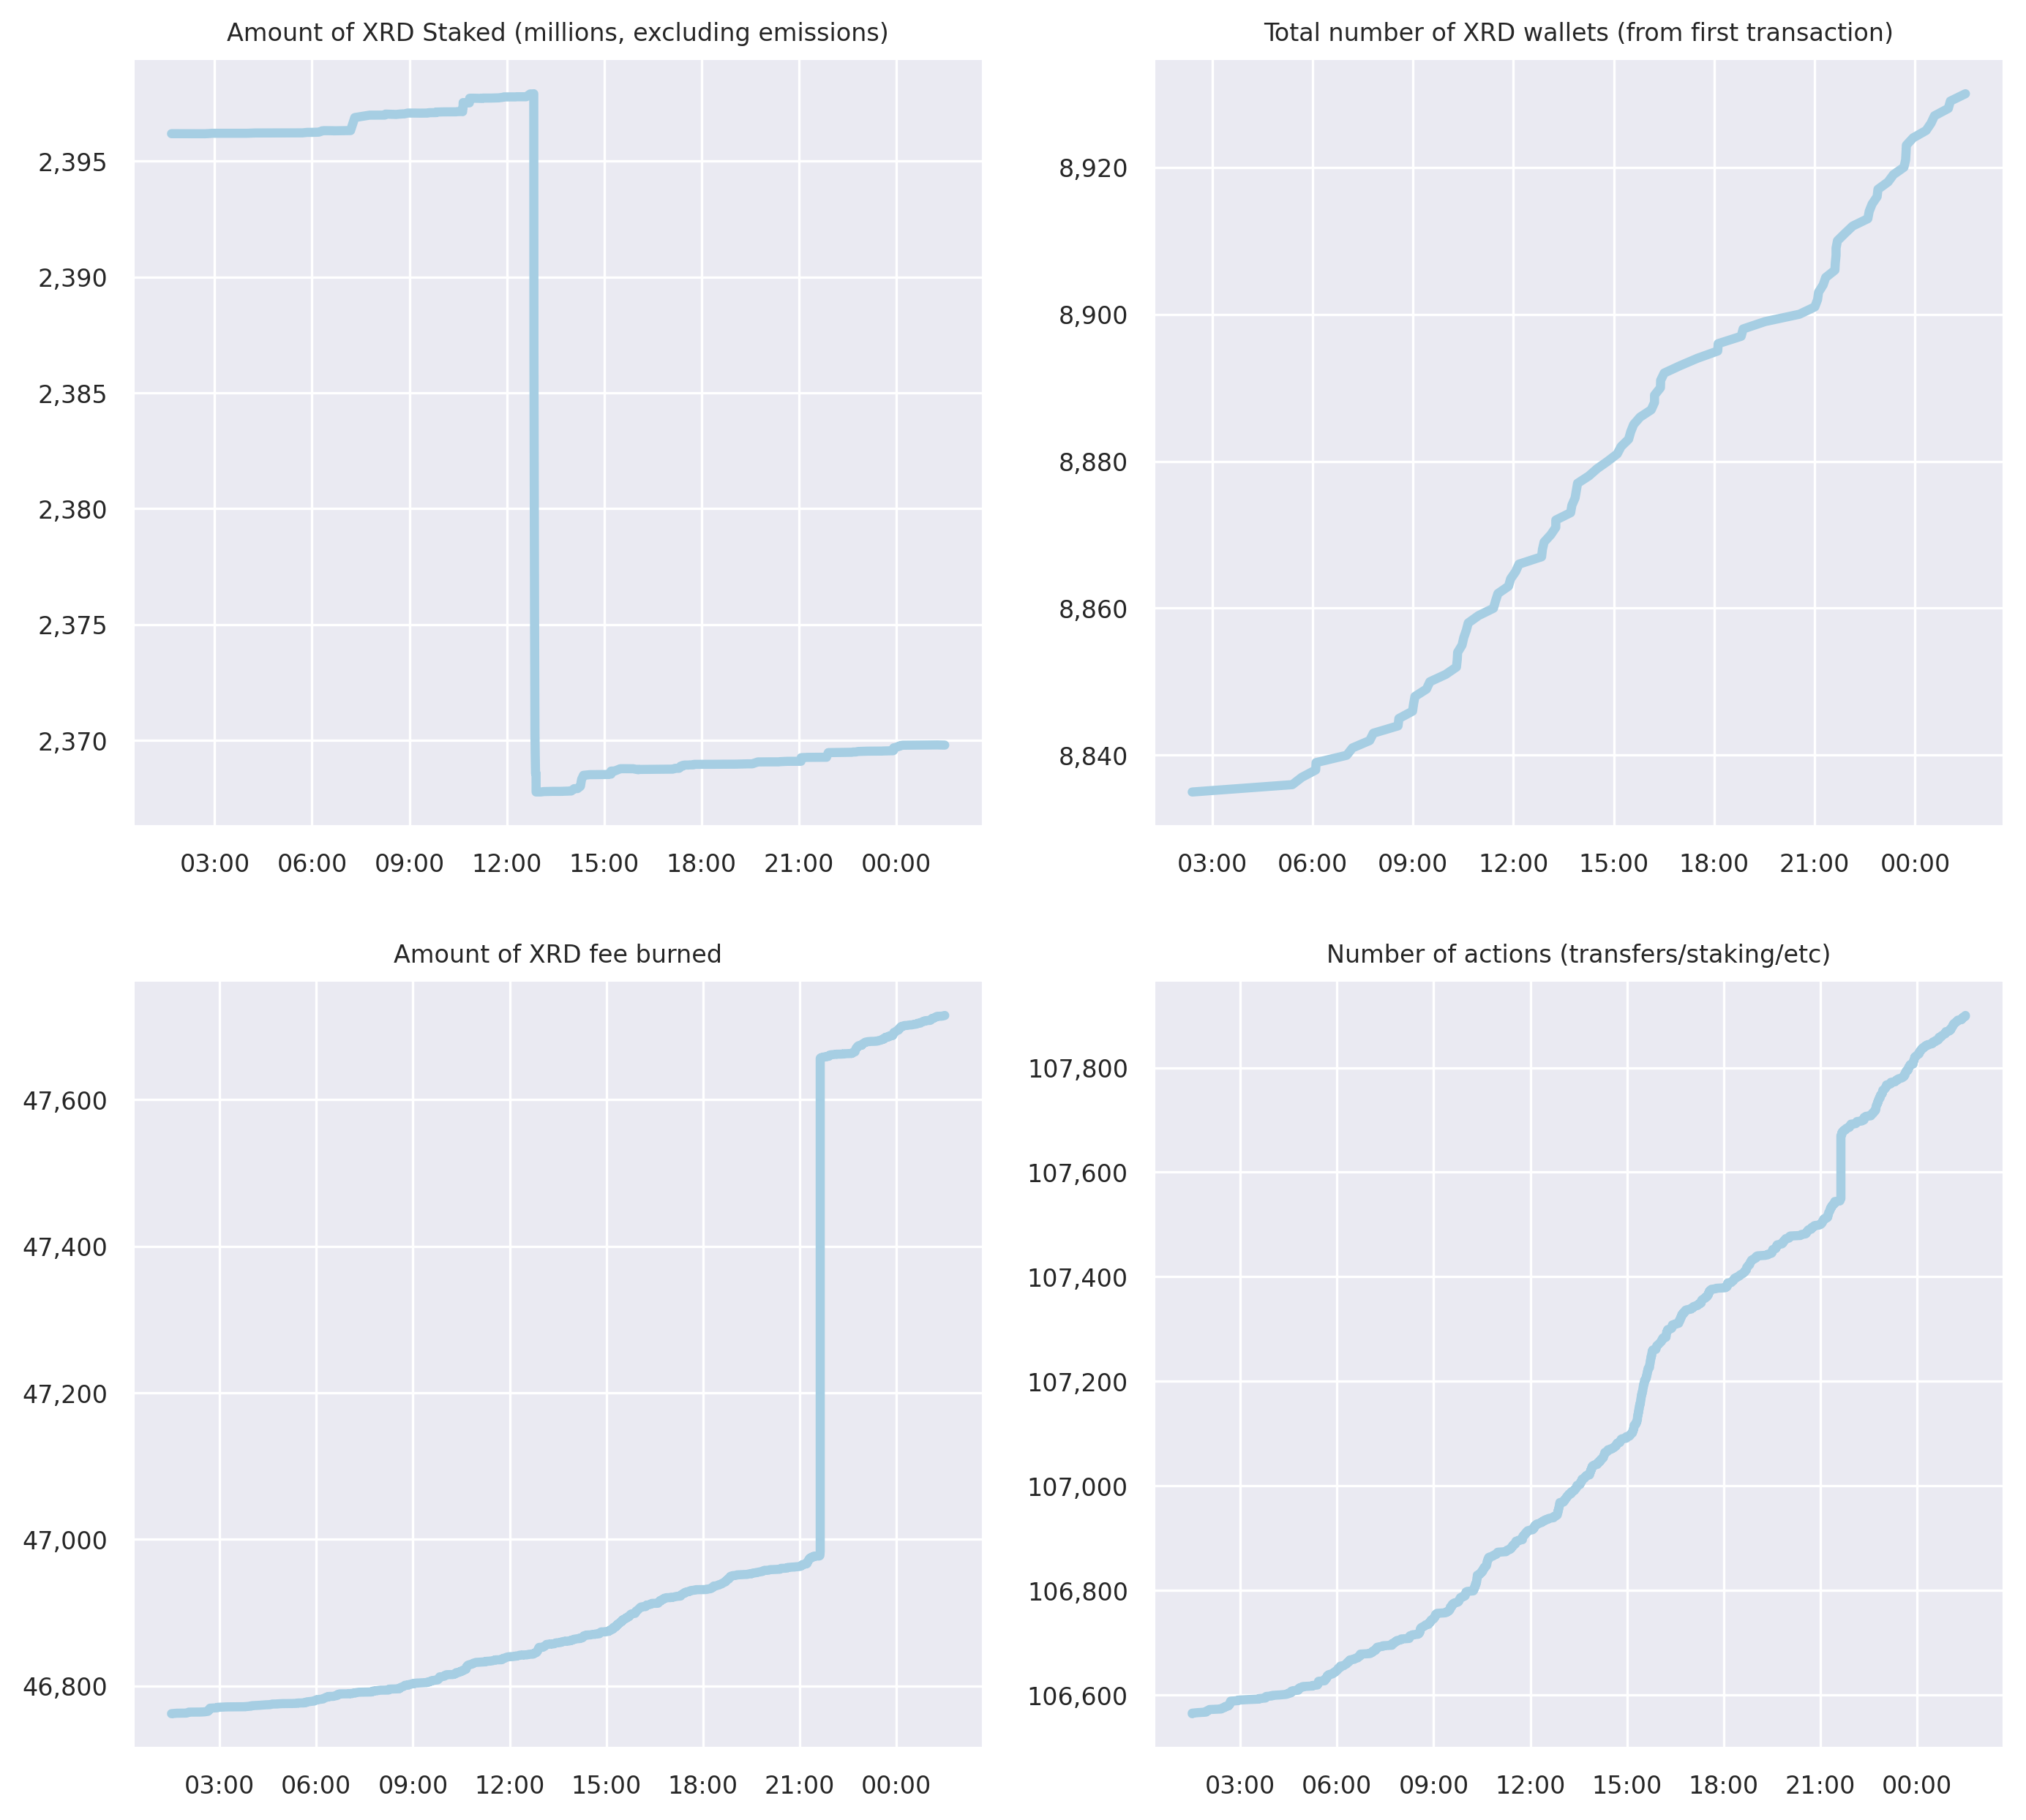 Amount of XRD Staked (millions, excluding emissions)
2,395
2,390
2,385
2,380
2,375
2,370
03:00 06:00 09:00 12:00 15:00 18:00 21:00 00:00
Total number of XRD wallets (from first transaction)
8,920
8,900
8,880
8,860
8,840
03:00 06:00 09:00 12:00 15:00 18:00 21:00 00:00
Amount of XRD fee burned
47,600
47,400
47,200
47,000
46,800
03:00 06:00 09:00 12:00 15:00 18:00 21:00 00:00
Number of actions (transfers/staking/etc)
107,800
107,600
107,400
107,200
107,000
106,800
106,600
03:00 06:00 09:00 12:00 15:00 18:00 21:00 00:00